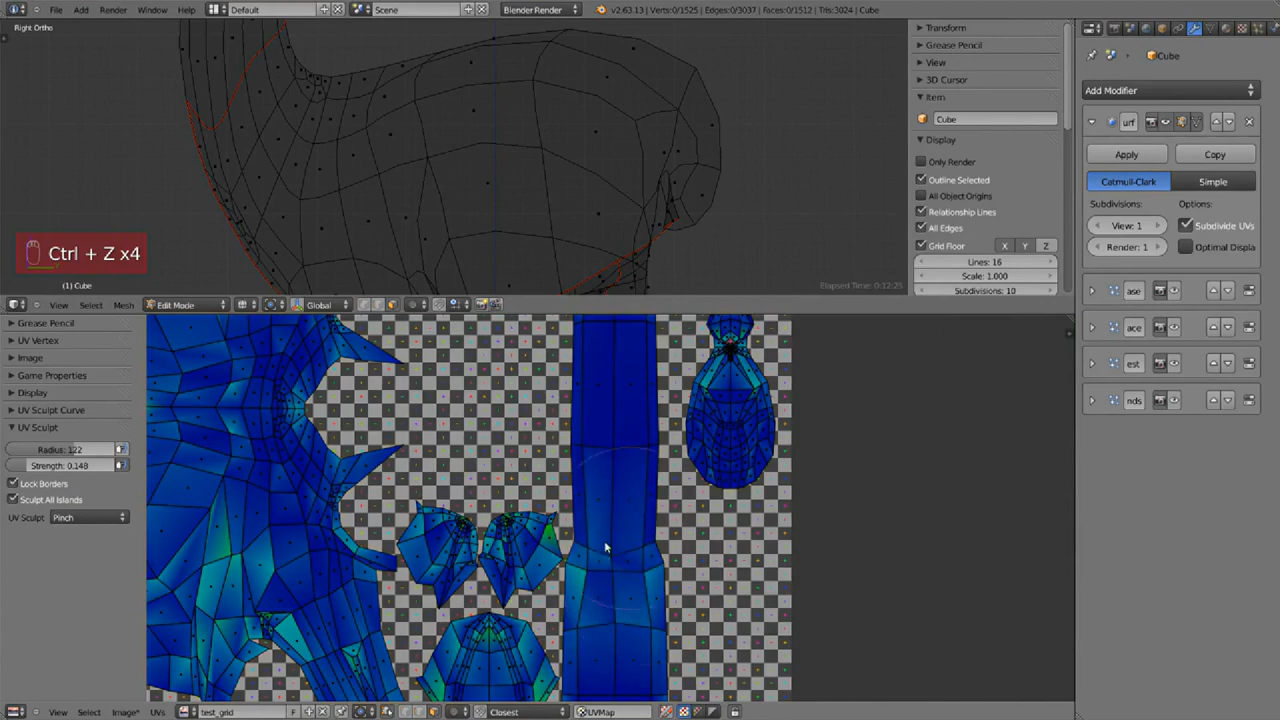 File Add Render Window Help Default Scene Blender Render v2.63.13 Verts:0/1525 Edges:0/3037 Faces:0/1512 Tris:3024 Cube
Right Ortho
Ctrl + Z x4
(1) Cube
Elapsed Time: 0:12:25
View Select Mesh Edit Mode Global
Transform
Grease Pencil
View
3D Cursor
Item
Cube
Display
Only Render
Outline Selected
All Object Origins
Relationship Lines
All Edges
Grid Floor X Y Z
Lines: 16
Scale: 1.000
Subdivisions: 10
Cube
Add Modifier
urf
Apply Copy
Catmull-Clark Simple
Subdivisions: Options:
View: 1 Subdivide UVs
Render: 1 Optimal Displa
ase
ace
est
nds
Grease Pencil
UV Vertex
Image
Game Properties
Display
UV Sculpt Curve
UV Sculpt
Radius: 122
Strength: 0.148
Lock Borders
Sculpt All Islands
UV Sculpt Pinch
View Select Image* UVs test_grid F Closest UVMap